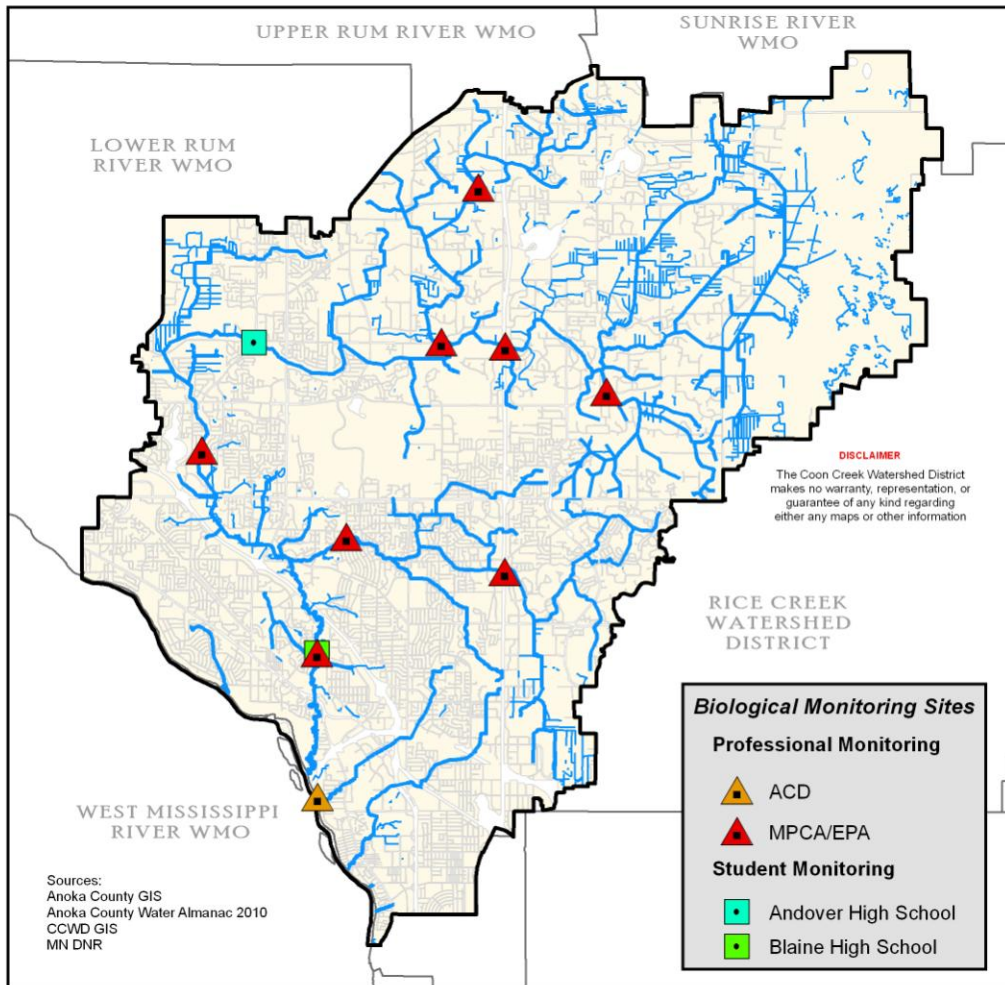 UPPER RUM RIVER WMO
SUNRISE RIVER
WMO
LOWER RUM
RIVER WMO
DISCLAIMER
The Coon Creek Watershed District
makes no warranty, representation, or
guarantee of any kind regarding
either any maps or other information
RICE CREEK
WATERSHED
DISTRICT
WEST MISSISSIPPI
RIVER WMO
Sources:
Anoka County GIS
Anoka County Water Almanac 2010
CCWD GIS
MN DNR
Biological Monitoring Sites
Professional Monitoring
ACD
MPCA/EPA
Student Monitoring
Andover High School
Blaine High School